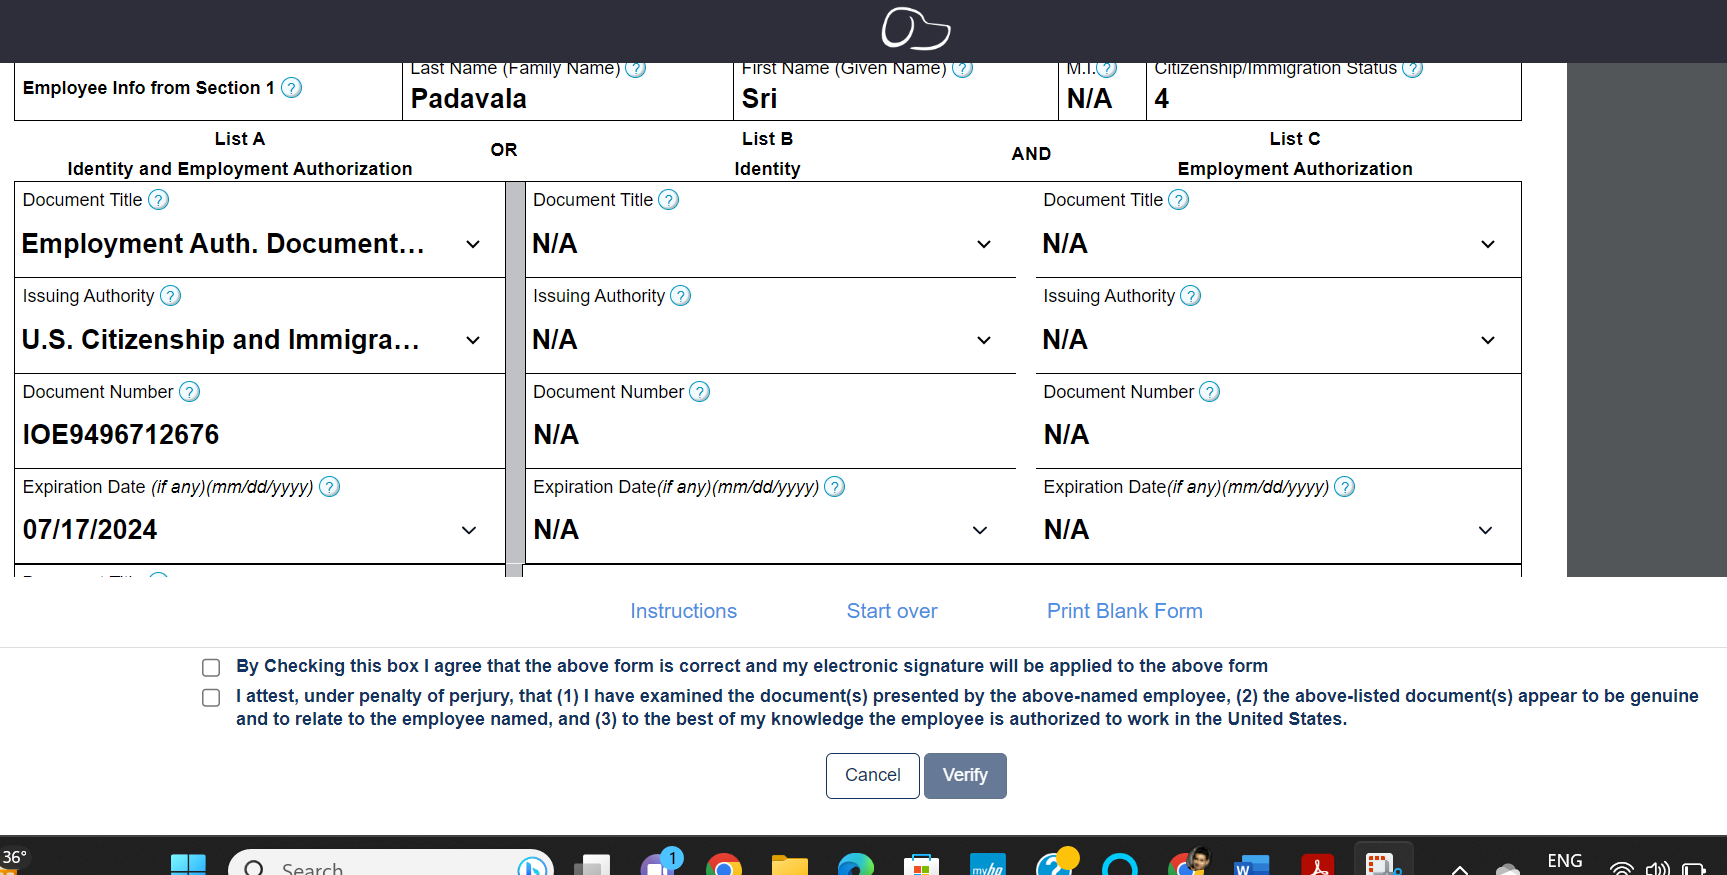 Employee Info from Section 1
Last Name (Family Name)
Padavala
First Name (Given Name)
Sri
M.I.
N/A
Citizenship/Immigration Status
4
List A
Identity and Employment Authorization
OR
List B
Identity
AND
List C
Employment Authorization
Document Title
Employment Auth. Document...
Document Title
N/A
Document Title
N/A
Issuing Authority
U.S. Citizenship and Immigra...
Issuing Authority
N/A
Issuing Authority
N/A
Document Number
IOE9496712676
Document Number
N/A
Document Number
N/A
Expiration Date (if any)(mm/dd/yyyy)
07/17/2024
Expiration Date(if any)(mm/dd/yyyy)
N/A
Expiration Date(if any)(mm/dd/yyyy)
N/A
Instructions
Start over
Print Blank Form
By Checking this box I agree that the above form is correct and my electronic signature will be applied to the above form
I attest, under penalty of perjury, that (1) I have examined the document(s) presented by the above-named employee, (2) the above-listed document(s) appear to be genuine
and to relate to the employee named, and (3) to the best of my knowledge the employee is authorized to work in the United States.
Cancel
Verify
36°
Search
1
myhp
W
ENG